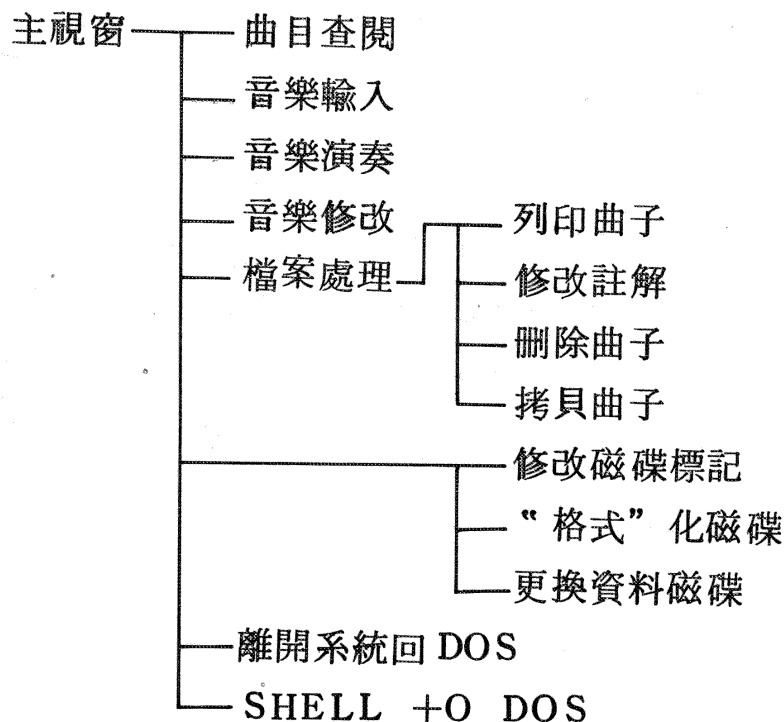 主視窗
曲目查閱
音樂輸入
音樂演奏
音樂修改
檔案處理
列印曲子
修改註解
刪除曲子
拷貝曲子
修改磁碟標記
“格式”化磁碟
更換資料磁碟
離開系統回 DOS
SHELL +O DOS